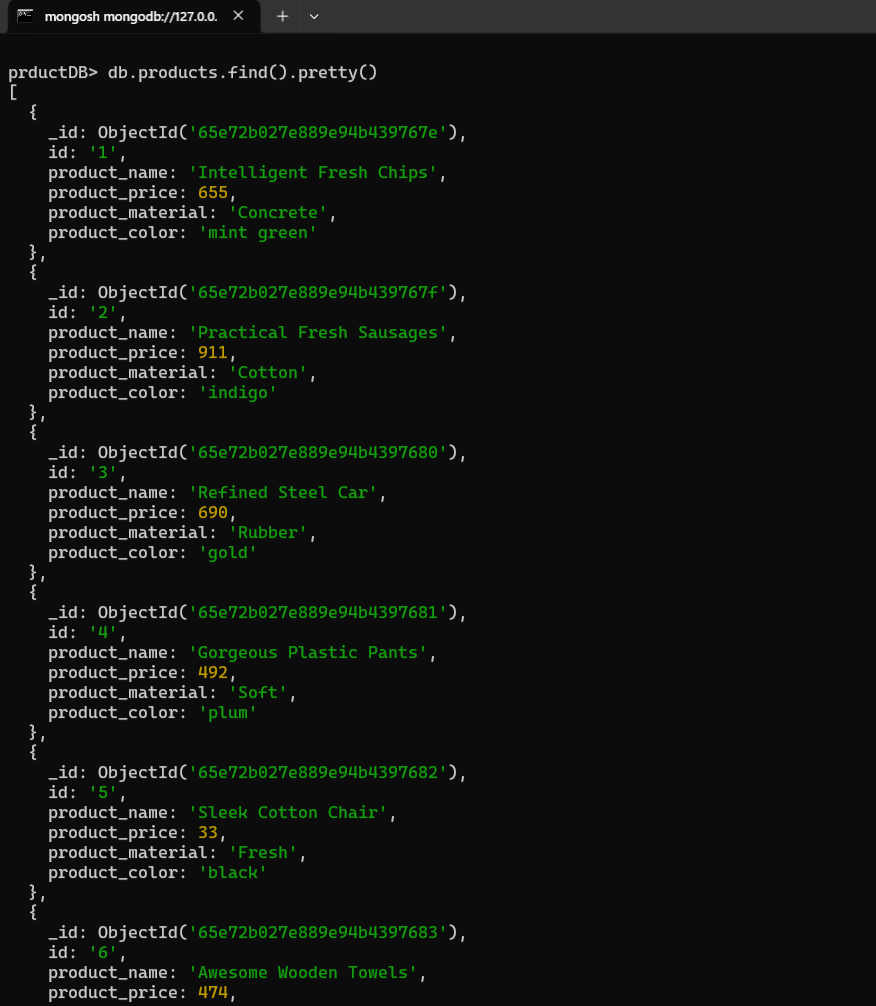 mongosh mongodb://127.0.0.
prductDB> db.products.find().pretty()
[
  {
    _id: ObjectId('65e72b027e889e94b439767e'),
    id: '1',
    product_name: 'Intelligent Fresh Chips',
    product_price: 655,
    product_material: 'Concrete',
    product_color: 'mint green'
  },
  {
    _id: ObjectId('65e72b027e889e94b439767f'),
    id: '2',
    product_name: 'Practical Fresh Sausages',
    product_price: 911,
    product_material: 'Cotton',
    product_color: 'indigo'
  },
  {
    _id: ObjectId('65e72b027e889e94b4397680'),
    id: '3',
    product_name: 'Refined Steel Car',
    product_price: 690,
    product_material: 'Rubber',
    product_color: 'gold'
  },
  {
    _id: ObjectId('65e72b027e889e94b4397681'),
    id: '4',
    product_name: 'Gorgeous Plastic Pants',
    product_price: 492,
    product_material: 'Soft',
    product_color: 'plum'
  },
  {
    _id: ObjectId('65e72b027e889e94b4397682'),
    id: '5',
    product_name: 'Sleek Cotton Chair',
    product_price: 33,
    product_material: 'Fresh',
    product_color: 'black'
  },
  {
    _id: ObjectId('65e72b027e889e94b4397683'),
    id: '6',
    product_name: 'Awesome Wooden Towels',
    product_price: 474,